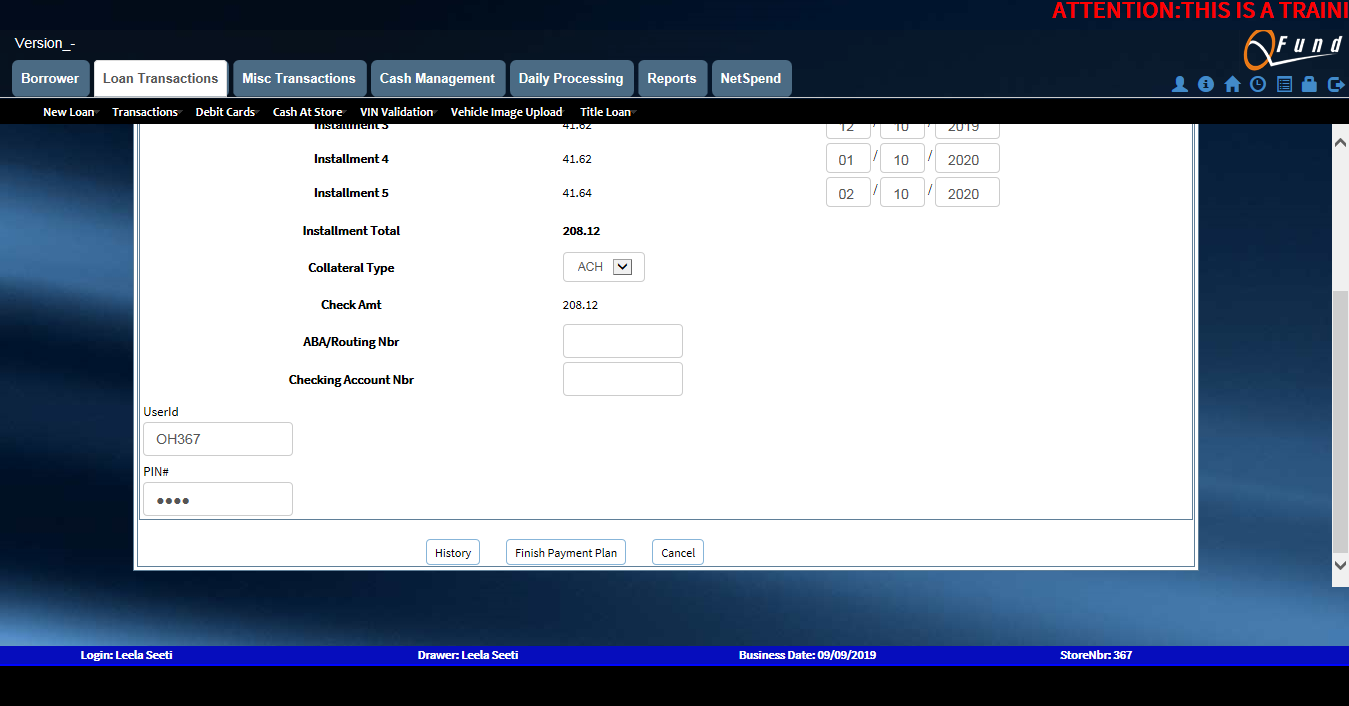 ATTENTION:THIS IS A TRAINI
Version_-
QFund
Borrower Loan Transactions Misc Transactions Cash Management Daily Processing Reports NetSpend
New Loan Transactions Debit Cards Cash At Store VIN Validation Vehicle Image Upload Title Loan
Installment 3 41.62 12 / 10 / 2019
Installment 4 41.62 01 / 10 / 2020
Installment 5 41.64 02 / 10 / 2020
Installment Total 208.12
Collateral Type ACH
Check Amt 208.12
ABA/Routing Nbr
Checking Account Nbr
UserId
OH367
PIN#
••••
History Finish Payment Plan Cancel
Login: Leela Seeti Drawer: Leela Seeti Business Date: 09/09/2019 StoreNbr: 367